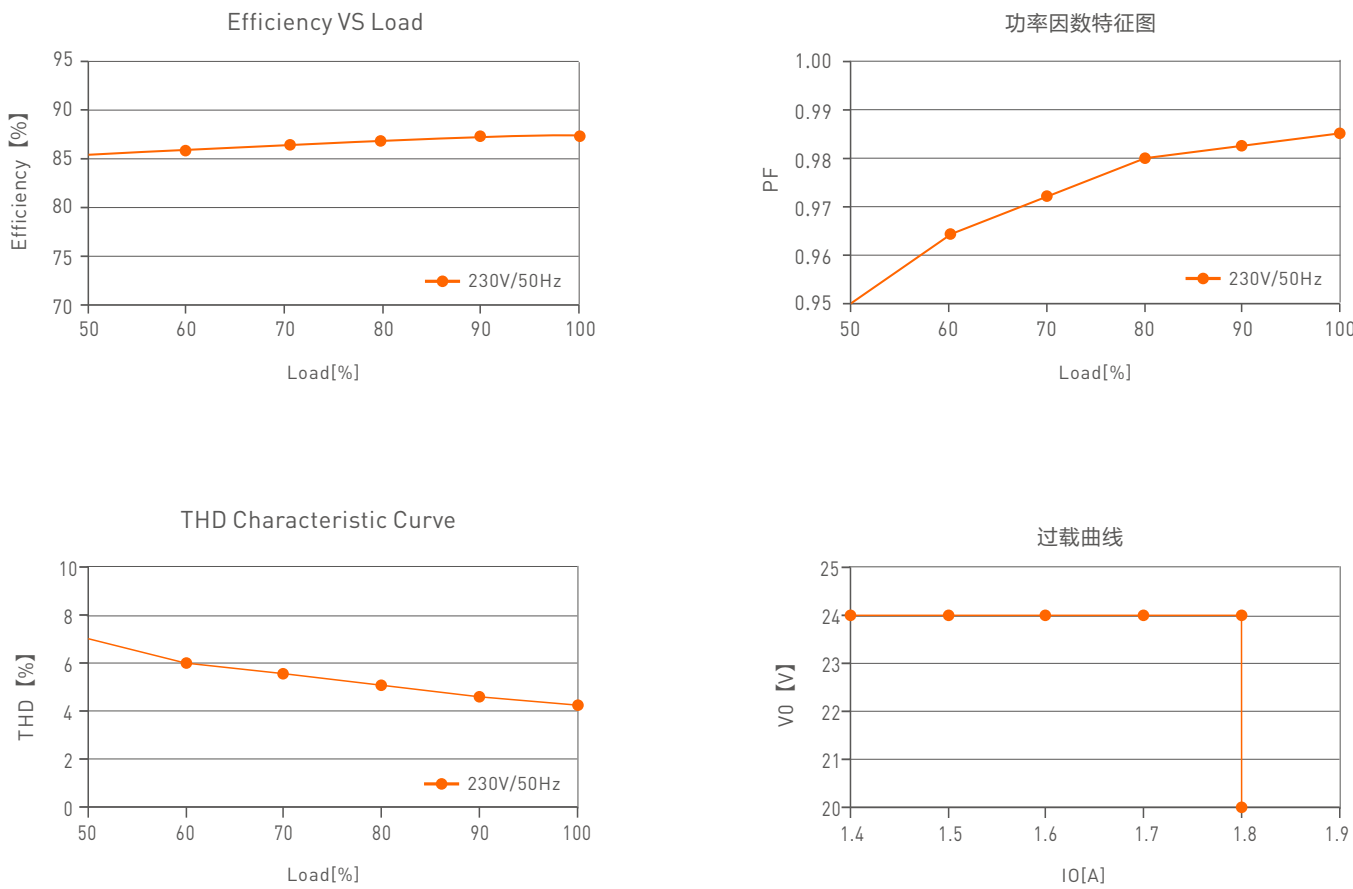 Efficiency VS Load
95
90
85
80
75
70
Efficiency【%】
230V/50Hz
50 60 70 80 90 100
Load[%]
功率因数特征图
1.00
0.99
0.98
0.97
0.96
0.95
PF
230V/50Hz
50 60 70 80 90 100
Load[%]
THD Characteristic Curve
10
8
6
4
2
0
THD【%】
230V/50Hz
50 60 70 80 90 100
Load[%]
过载曲线
25
24
23
22
21
20
V0【V】
1.4 1.5 1.6 1.7 1.8 1.9
IO[A]